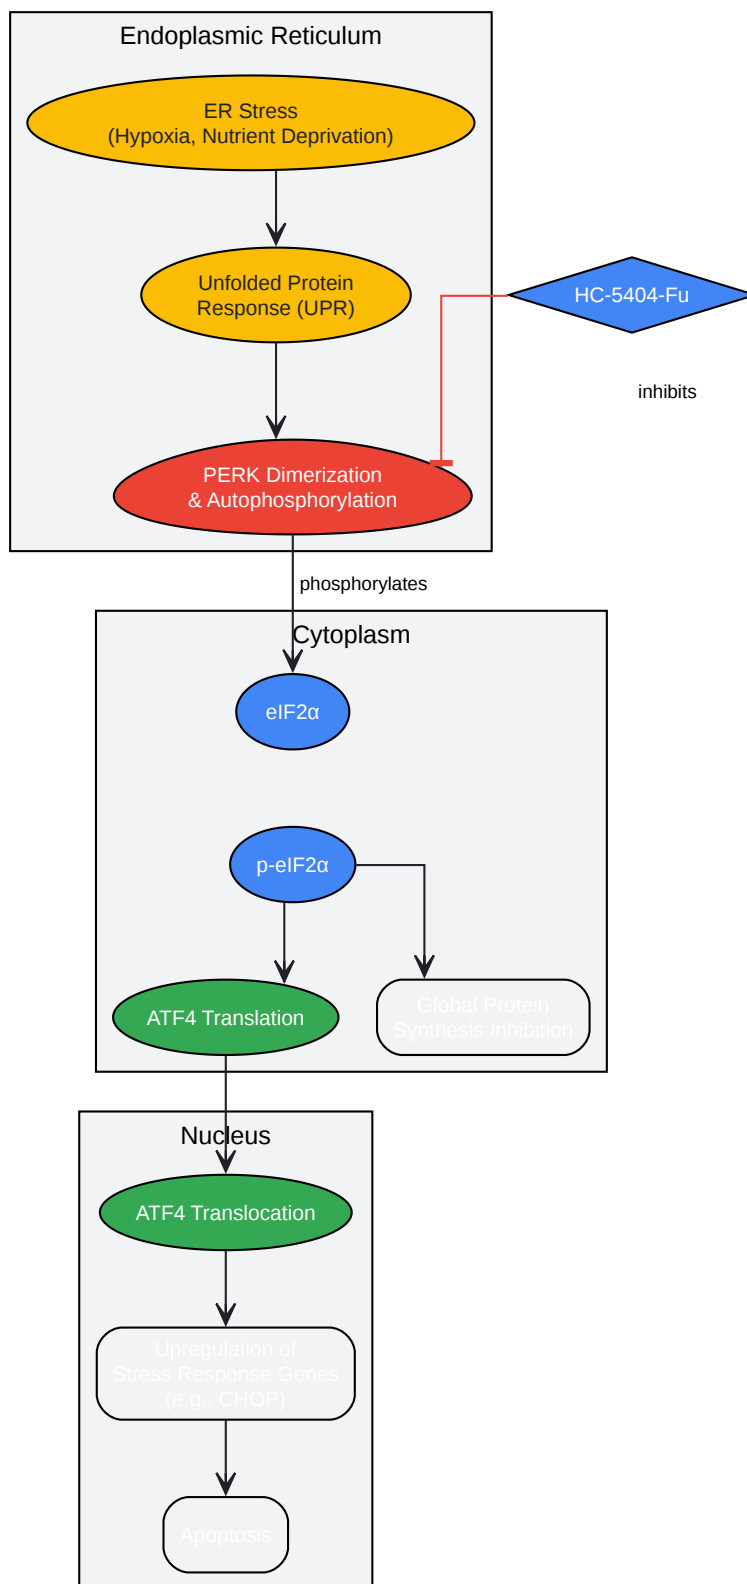 Endoplasmic Reticulum
ER Stress
(Hypoxia, Nutrient Deprivation)
Unfolded Protein
Response (UPR)
HC-5404-Fu
inhibits
PERK Dimerization
& Autophosphorylation
phosphorylates
Cytoplasm
eIF2α
p-eIF2α
ATF4 Translation
Global Protein
Synthesis Inhibition
Nucleus
ATF4 Translocation
Upregulation of
Stress Response Genes
(e.g., CHOP)
Apoptosis